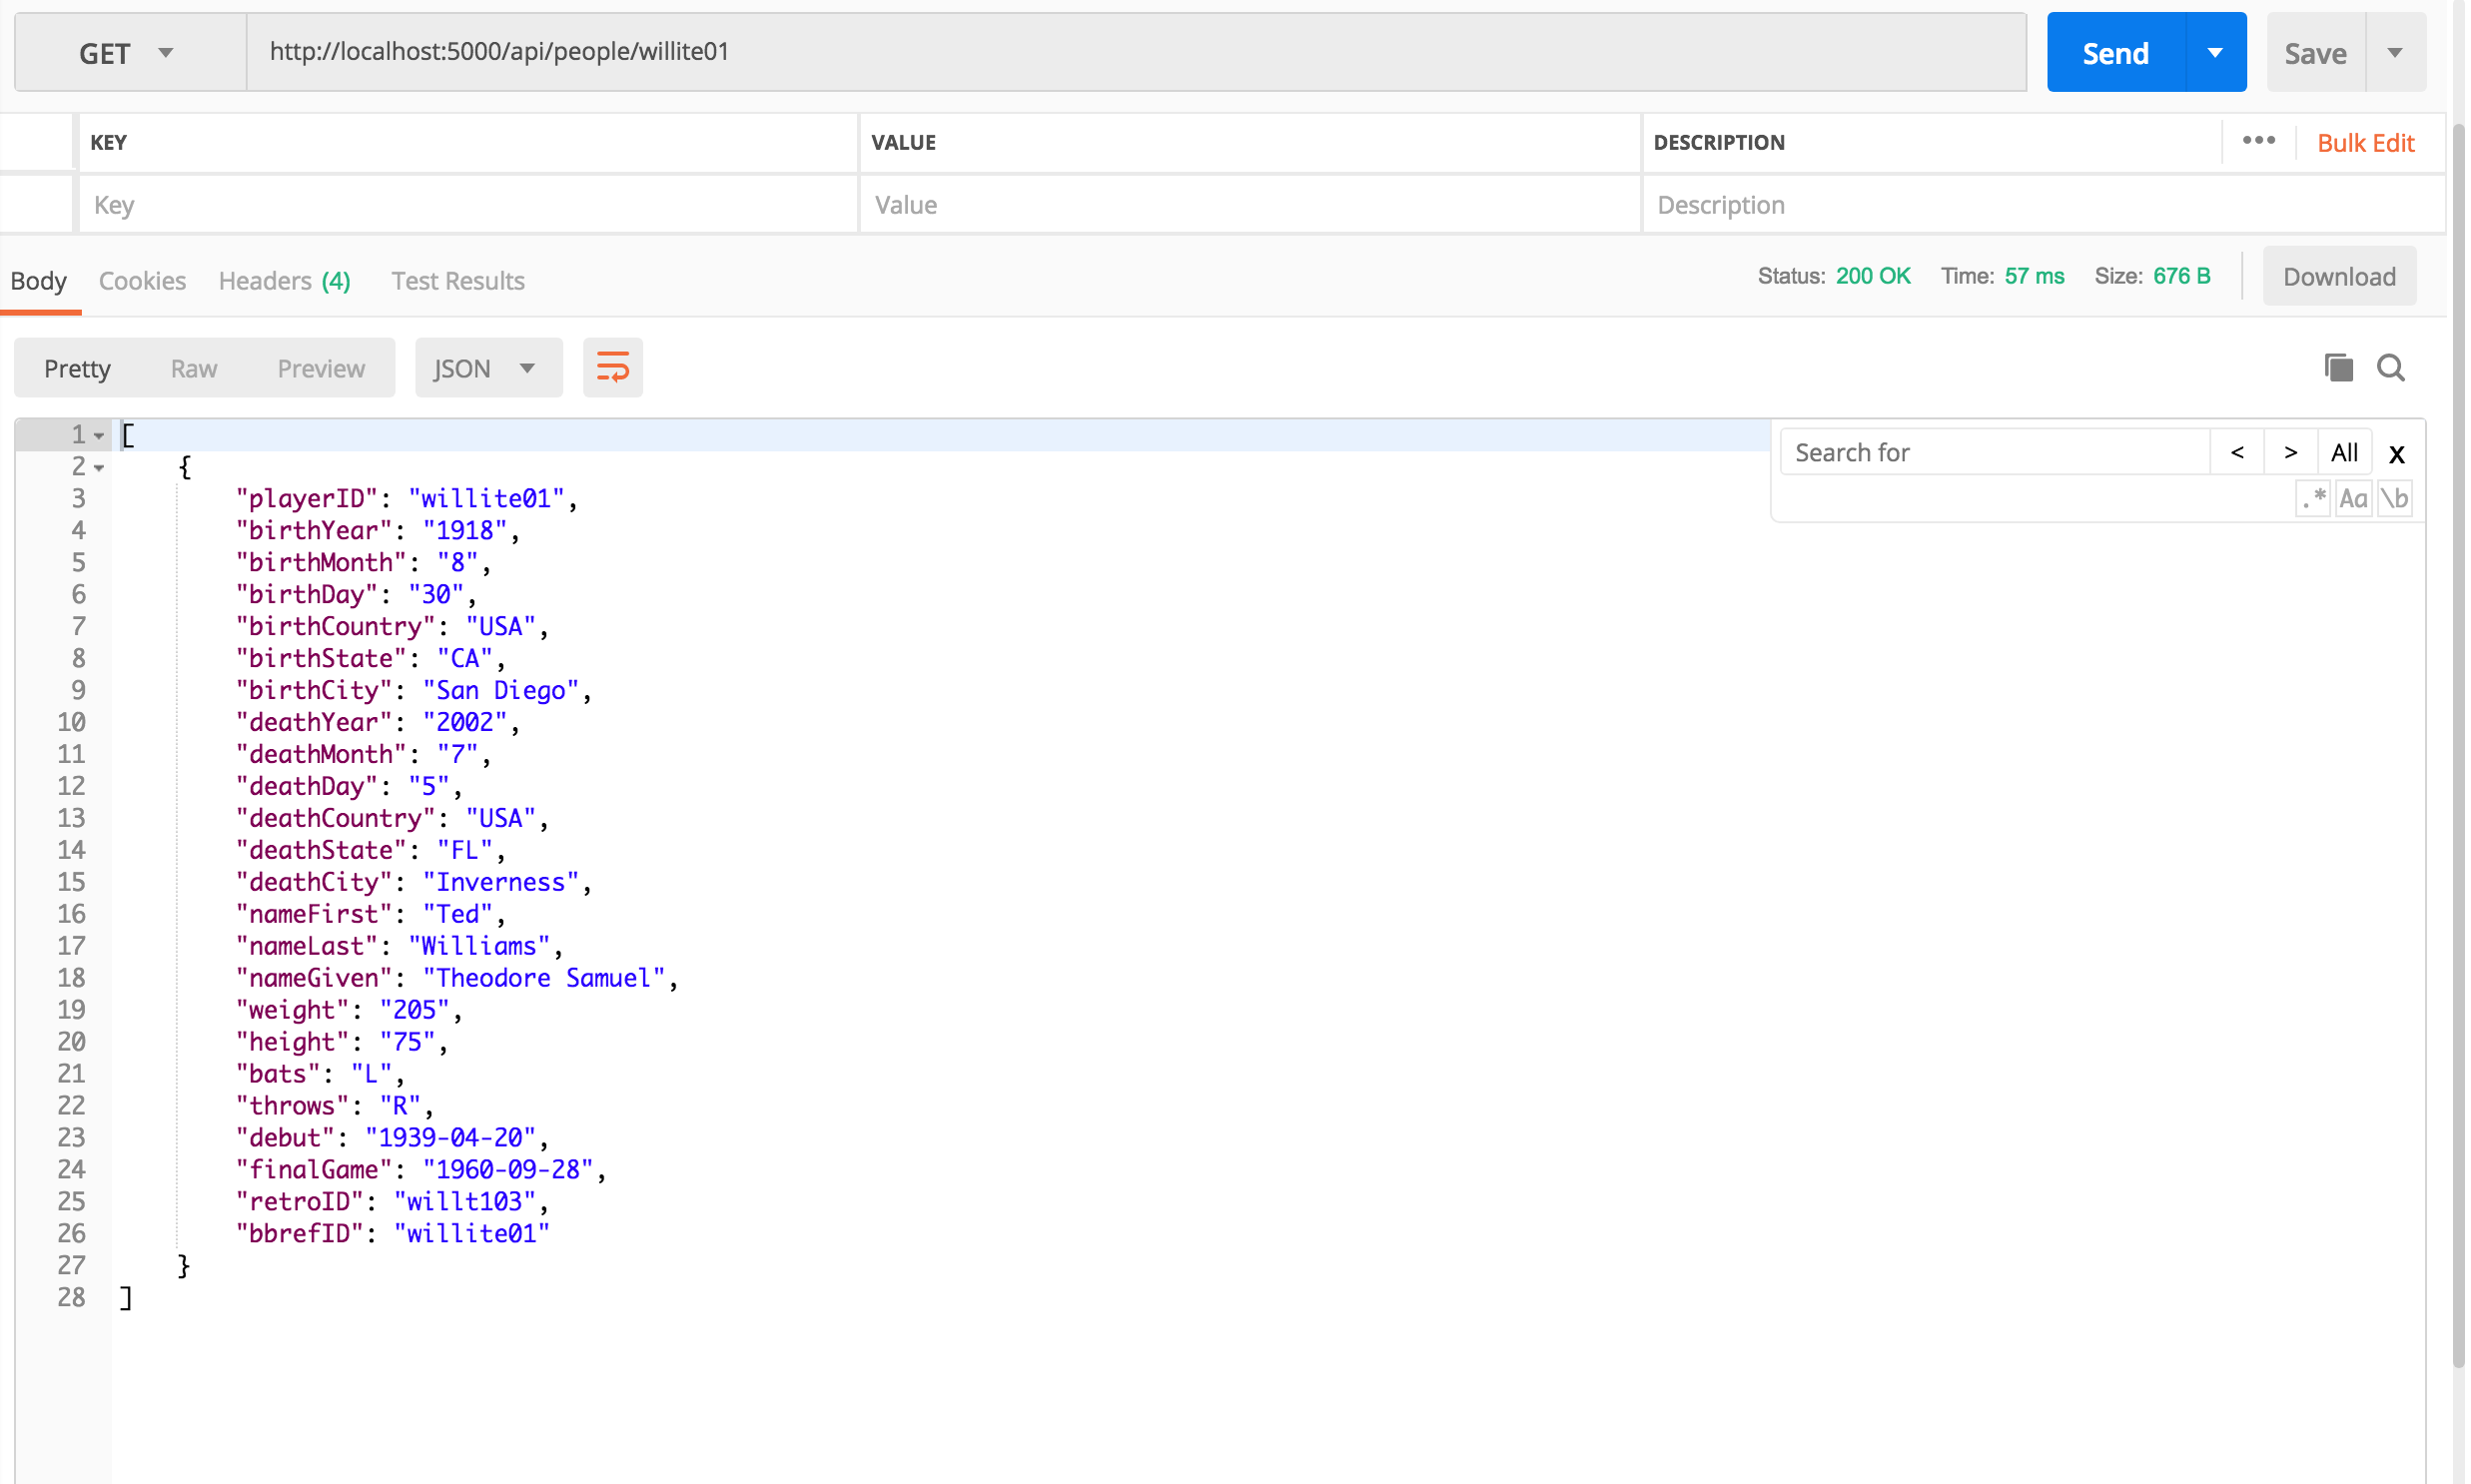 GET http://localhost:5000/api/people/willite01 Send Save
KEY VALUE DESCRIPTION ••• Bulk Edit
Key Value Description
Body Cookies Headers (4) Test Results Status: 200 OK Time: 57 ms Size: 676 B Download
Pretty Raw Preview JSON
Search for < > All X
.* Aa \b
1 [
2 {
3 "playerID": "willite01",
4 "birthYear": "1918",
5 "birthMonth": "8",
6 "birthDay": "30",
7 "birthCountry": "USA",
8 "birthState": "CA",
9 "birthCity": "San Diego",
10 "deathYear": "2002",
11 "deathMonth": "7",
12 "deathDay": "5",
13 "deathCountry": "USA",
14 "deathState": "FL",
15 "deathCity": "Inverness",
16 "nameFirst": "Ted",
17 "nameLast": "Williams",
18 "nameGiven": "Theodore Samuel",
19 "weight": "205",
20 "height": "75",
21 "bats": "L",
22 "throws": "R",
23 "debut": "1939-04-20",
24 "finalGame": "1960-09-28",
25 "retroID": "willt103",
26 "bbrefID": "willite01"
27 }
28 ]